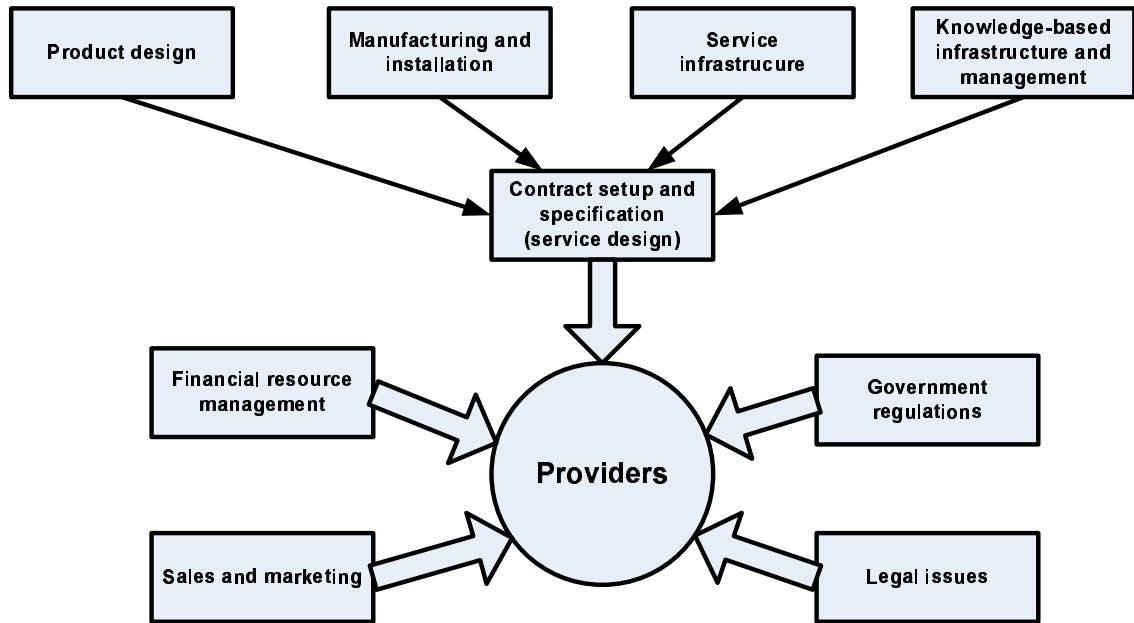 Product design
Manufacturing and
installation
Service
infrastrucure
Knowledge-based
infrastructure and
management
Contract setup and
specification
(service design)
Financial resource
management
Government
regulations
Providers
Sales and marketing
Legal issues